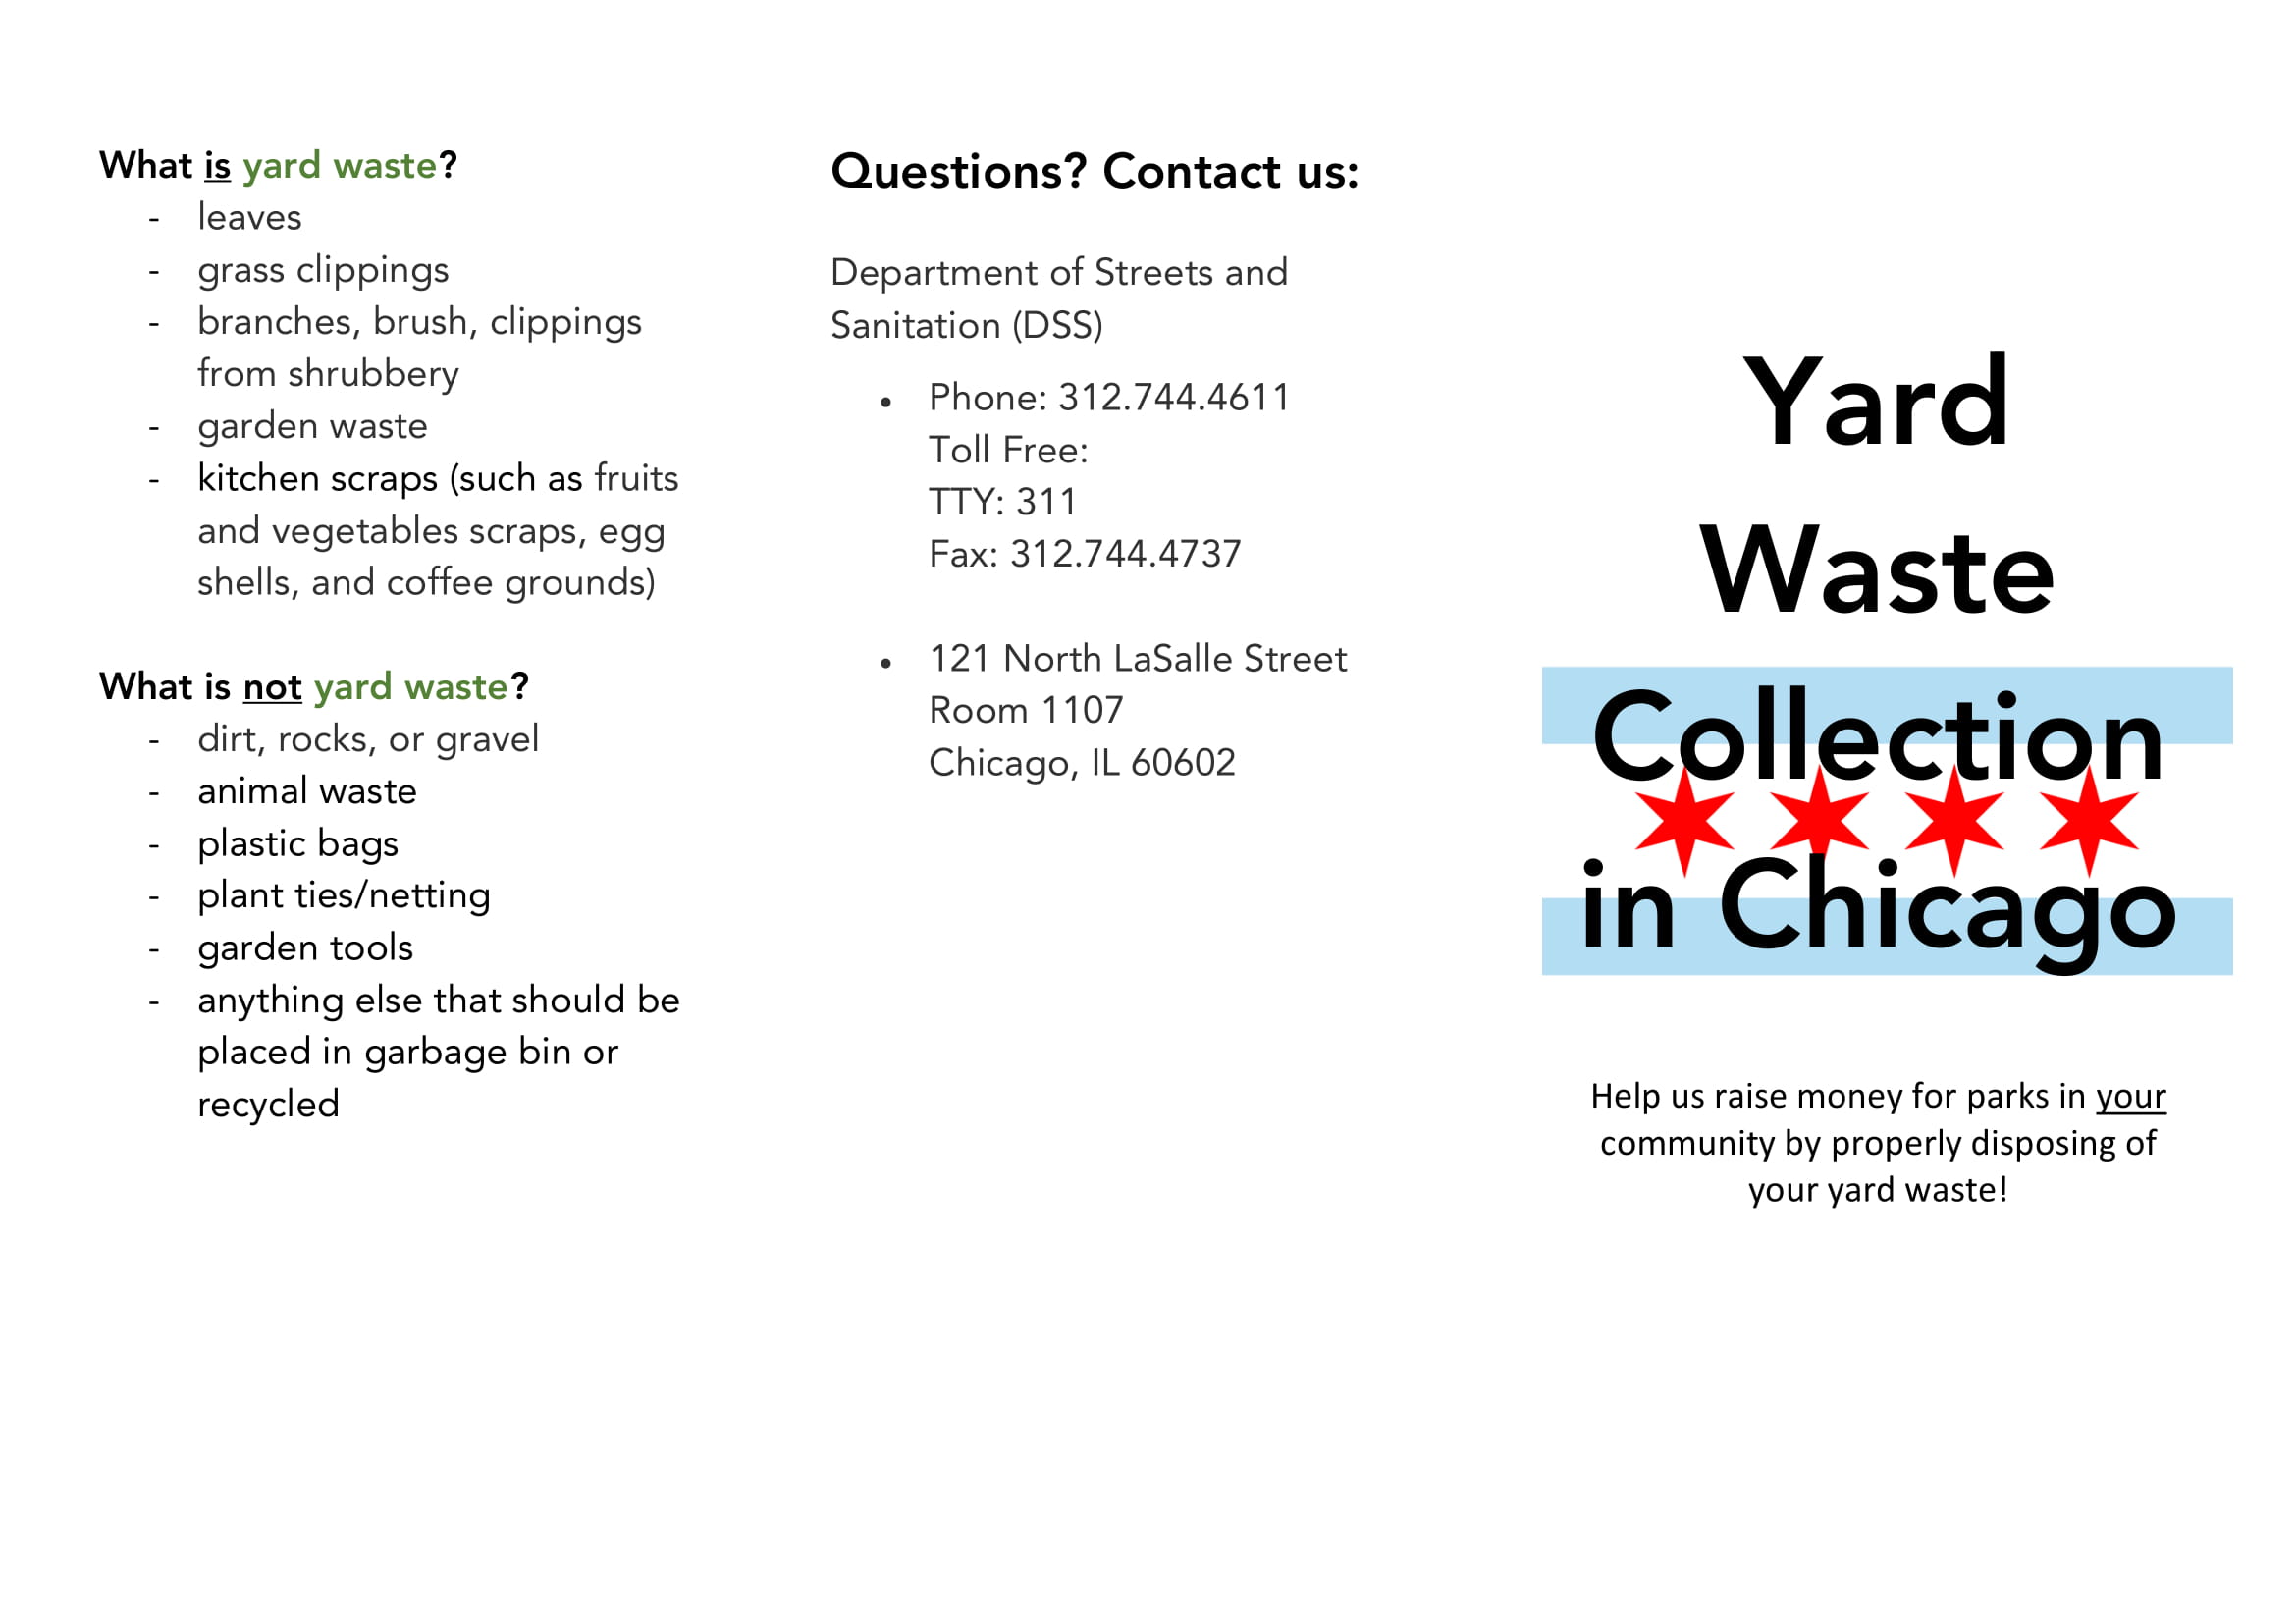 What is yard waste?
- leaves
- grass clippings
- branches, brush, clippings
from shrubbery
- garden waste
- kitchen scraps (such as fruits
and vegetables scraps, egg
shells, and coffee grounds)
What is not yard waste?
- dirt, rocks, or gravel
- animal waste
- plastic bags
- plant ties/netting
- garden tools
- anything else that should be
placed in garbage bin or
recycled
Questions? Contact us:
Department of Streets and
Sanitation (DSS)
• Phone: 312.744.4611
Toll Free:
TTY: 311
Fax: 312.744.4737
• 121 North LaSalle Street
Room 1107
Chicago, IL 60602
Yard
Waste
Collection
in Chicago
Help us raise money for parks in your
community by properly disposing of
your yard waste!